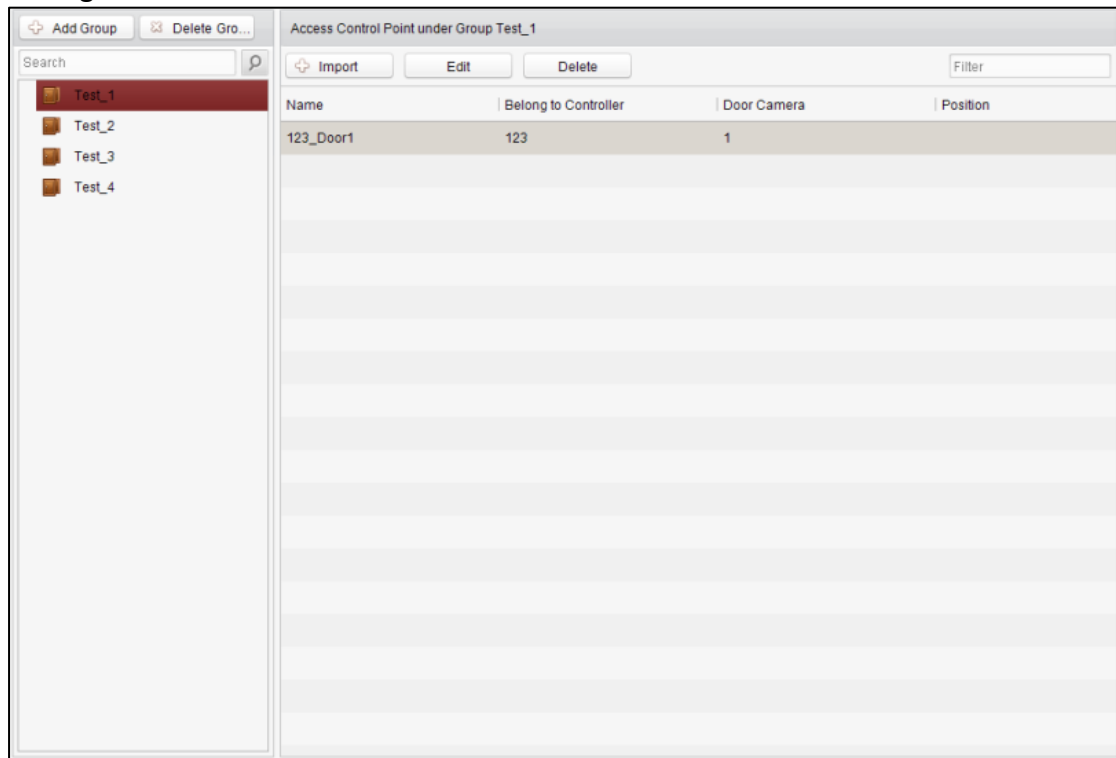 Add Group Delete Gro...
Search
Test_1
Test_2
Test_3
Test_4
Access Control Point under Group Test_1
Import Edit Delete Filter
Name Belong to Controller Door Camera Position
123_Door1 123 1